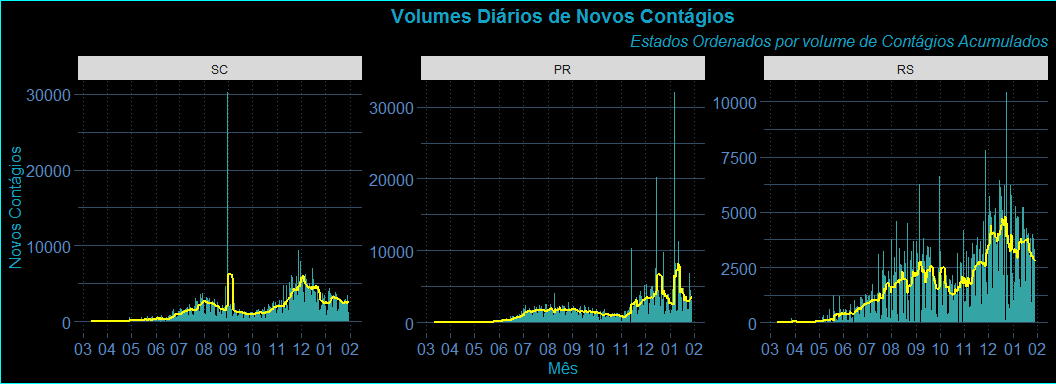 Volumes Diários de Novos Contágios
Estados Ordenados por volume de Contágios Acumulados
SC
PR
RS
Novos Contágios
30000
20000
10000
0
30000
20000
10000
0
10000
7500
5000
2500
0
03 04 05 06 07 08 09 10 11 12 01 02
03 04 05 06 07 08 09 10 11 12 01 02
03 04 05 06 07 08 09 10 11 12 01 02
Mês